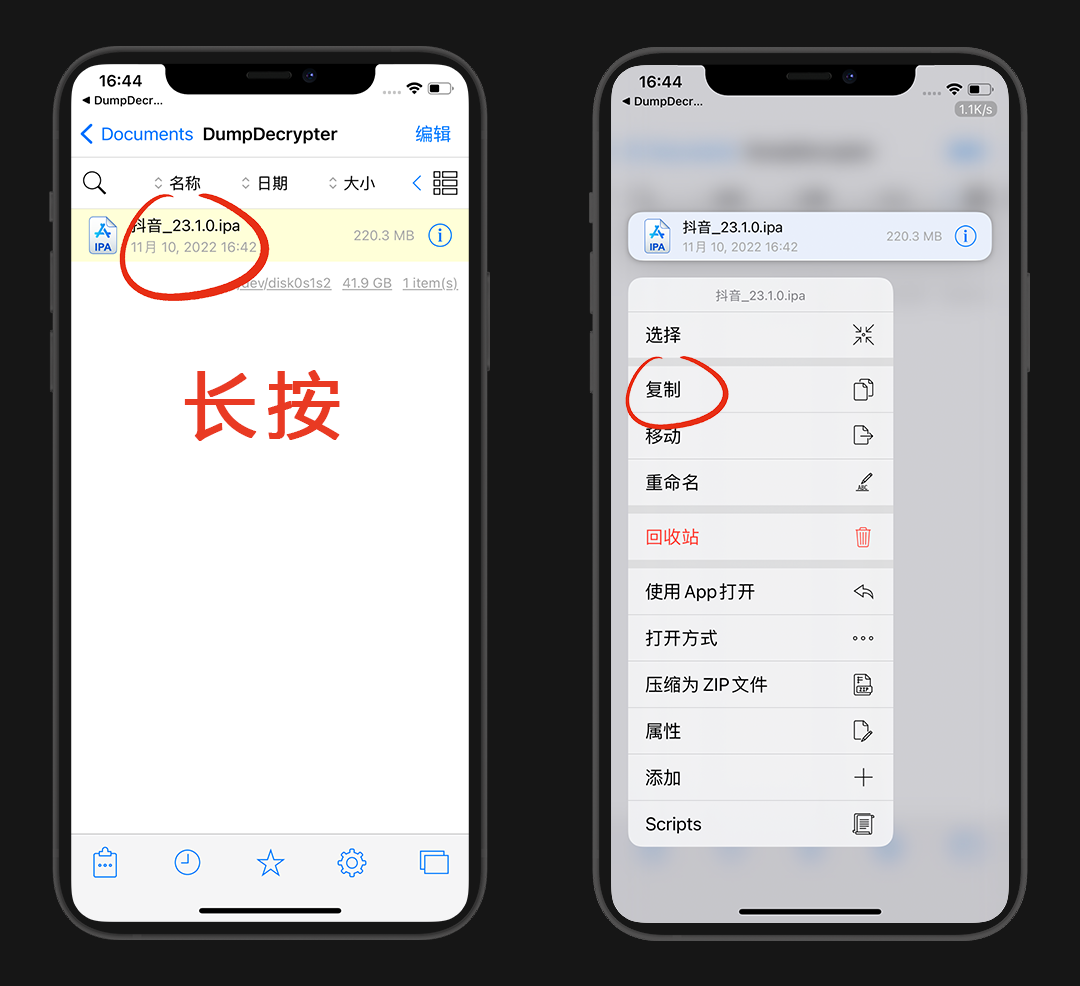 16:44
DumpDecr...
Documents DumpDecrypter 编辑
名称 日期 大小
抖音_23.1.0.ipa
IPA
11月 10, 2022 16:42
220.3 MB
dev/disk0s1s2 41.9 GB 1 item(s)
长按
16:44
DumpDecr...
1.1K/s
抖音_23.1.0.ipa
IPA
11月 10, 2022 16:42
220.3 MB
抖音_23.1.0.ipa
选择
复制
移动
重命名
ABC
回收站
使用 App 打开
打开方式
压缩为 ZIP 文件
F
ZIP
属性
添加
Scripts